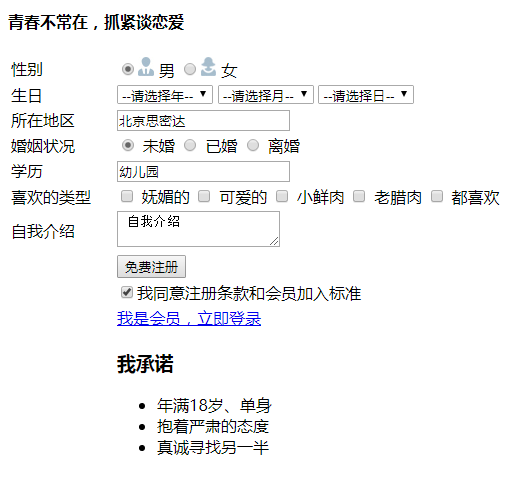 青春不常在，抓紧谈恋爱
性别 男 女
生日 --请选择年-- --请选择月-- --请选择日--
所在地区 北京思密达
婚姻状况 未婚 已婚 离婚
学历 幼儿园
喜欢的类型 妩媚的 可爱的 小鲜肉 老腊肉 都喜欢
自我介绍 自我介绍
免费注册
我同意注册条款和会员加入标准
我是会员，立即登录
我承诺
年满18岁、单身
抱着严肃的态度
真诚寻找另一半